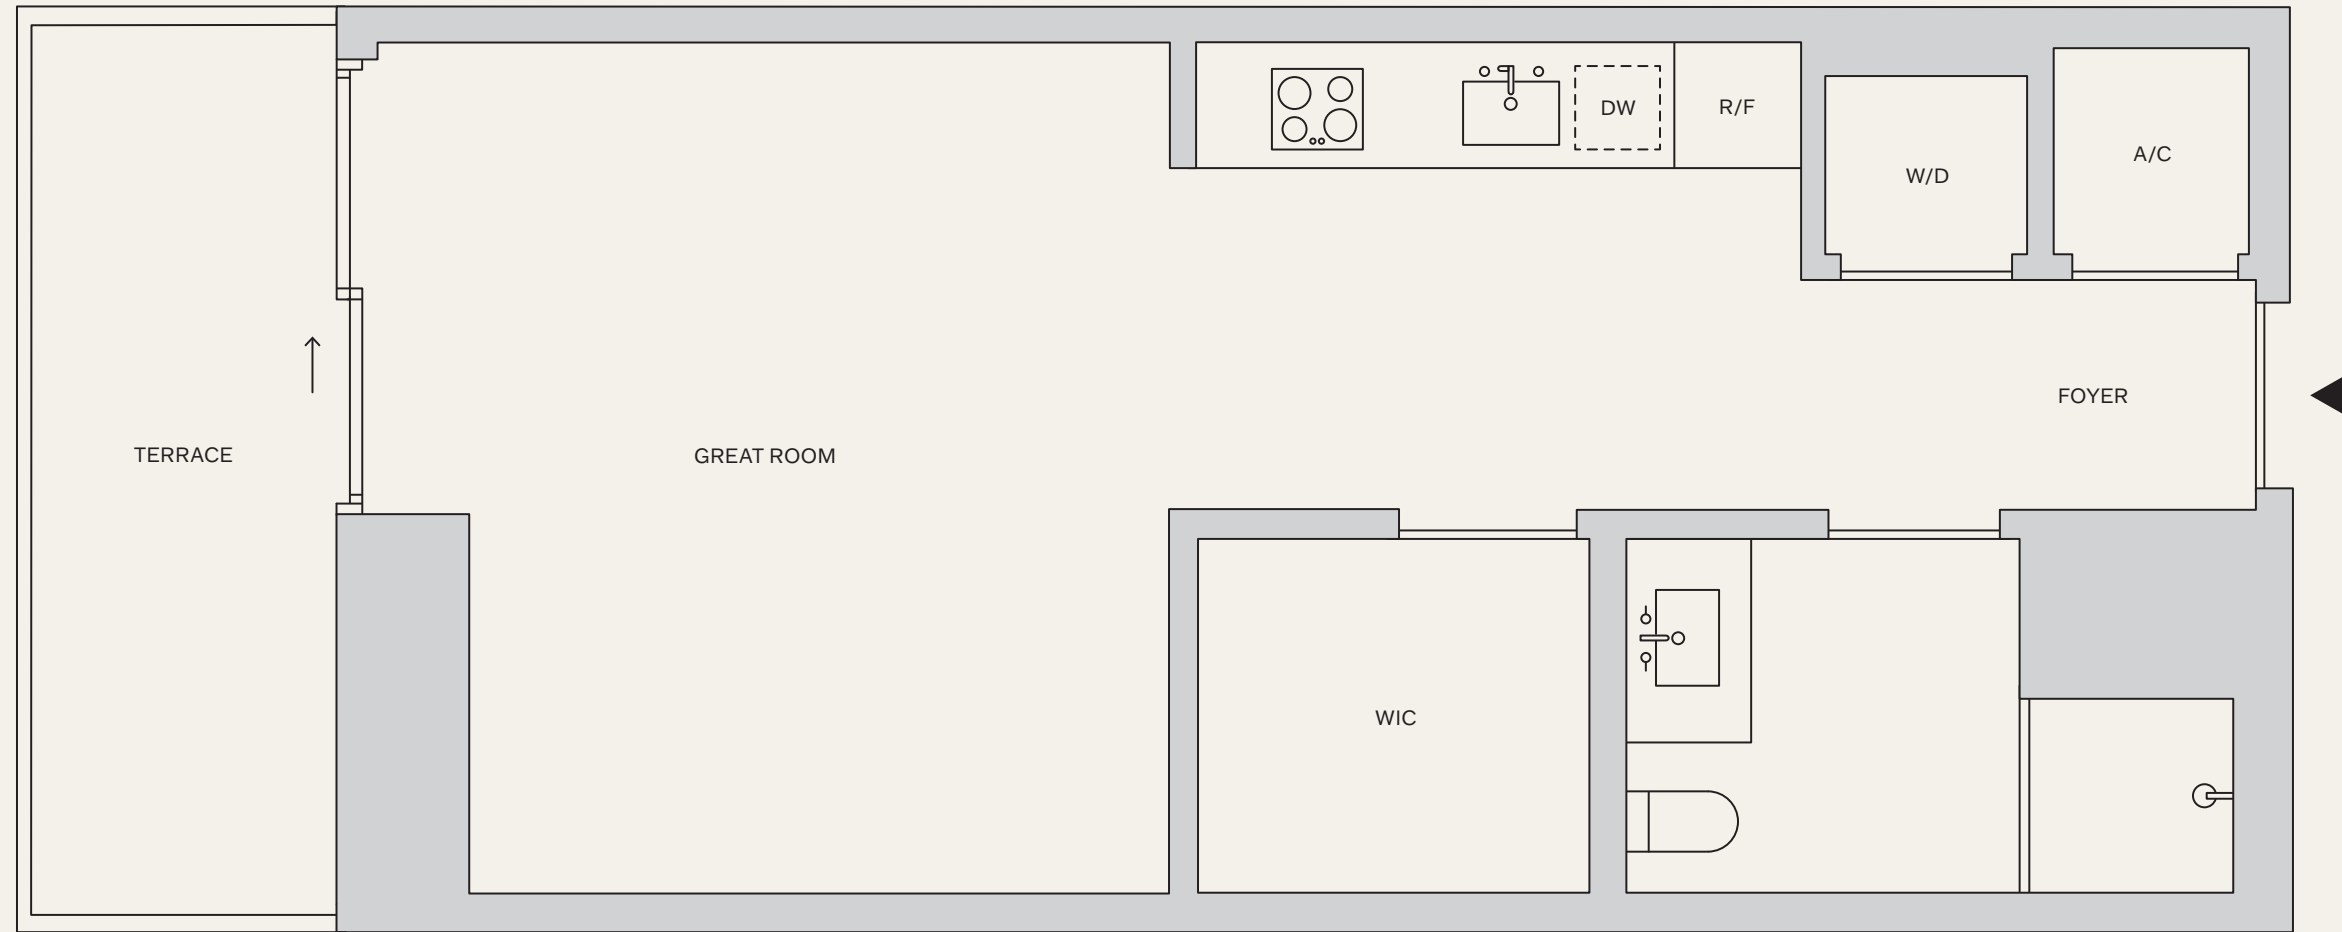 DW
R/F
W/D
A/C
FOYER
TERRACE
GREAT ROOM
WIC